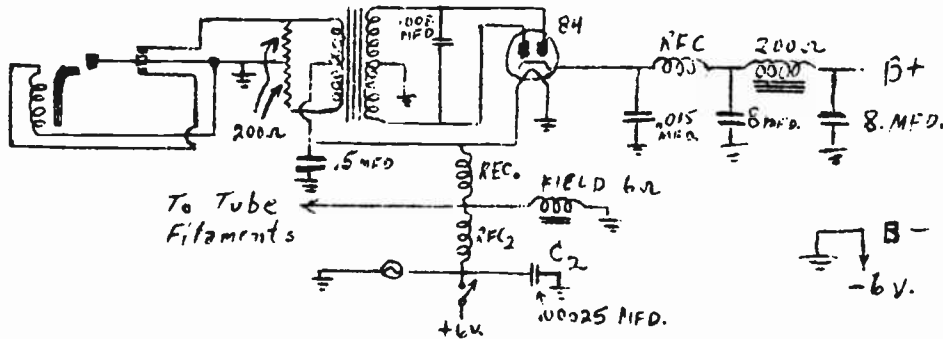 84
MFD.
RFC
200Ω
B+
200Ω
.5 MFD
.015
MFD.
8 MFD.
8. MFD.
REC.
FIELD 6Ω
To Tube
Filaments
RFC2
C2
B-
-6 V.
+6V.
.00025 MFD.